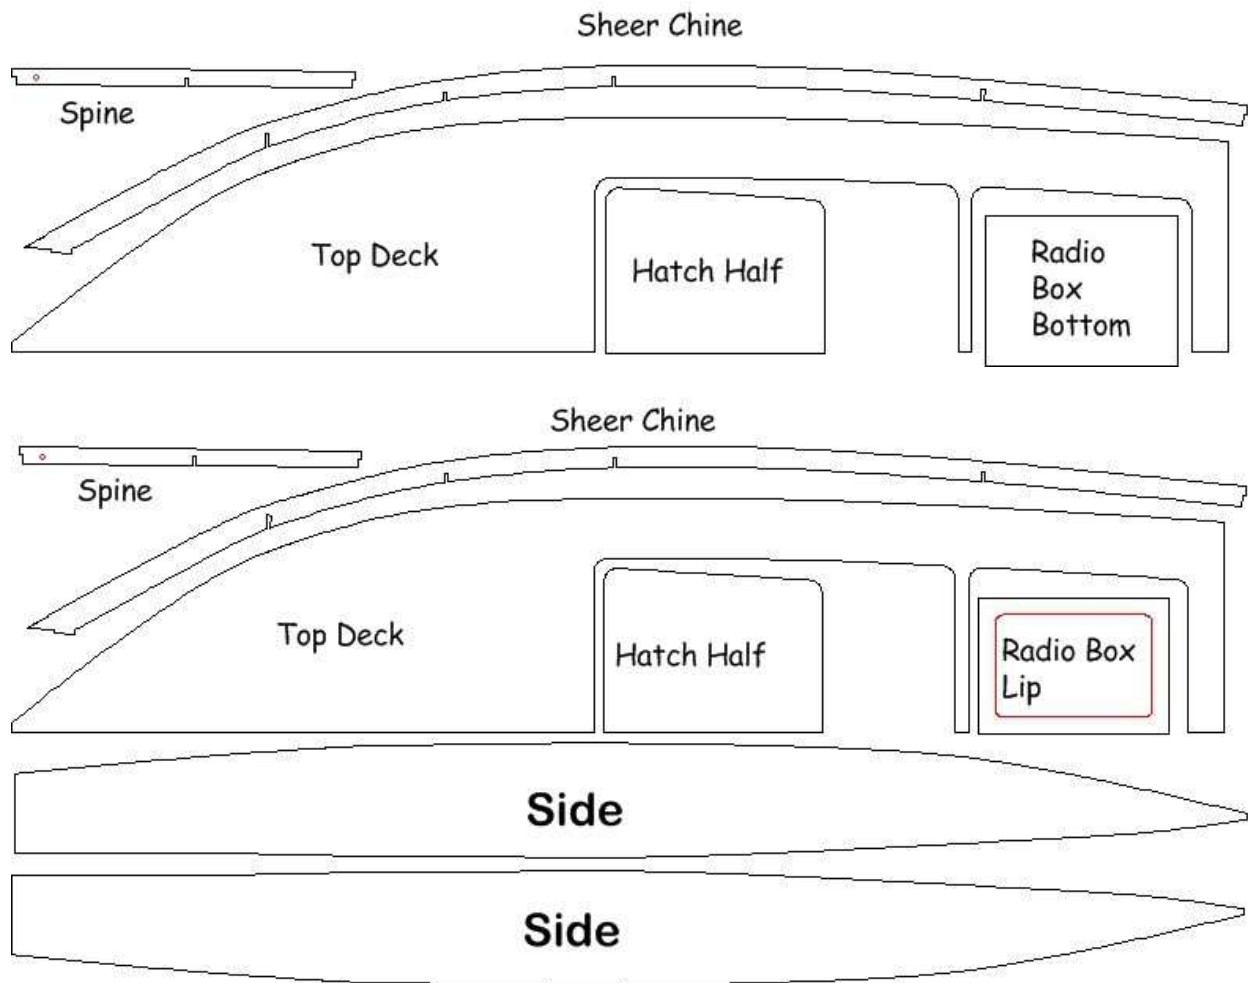 Sheer Chine
Spine
Top Deck
Hatch Half
Radio
Box
Bottom
Sheer Chine
Spine
Top Deck
Hatch Half
Radio Box
Lip
Side
Side